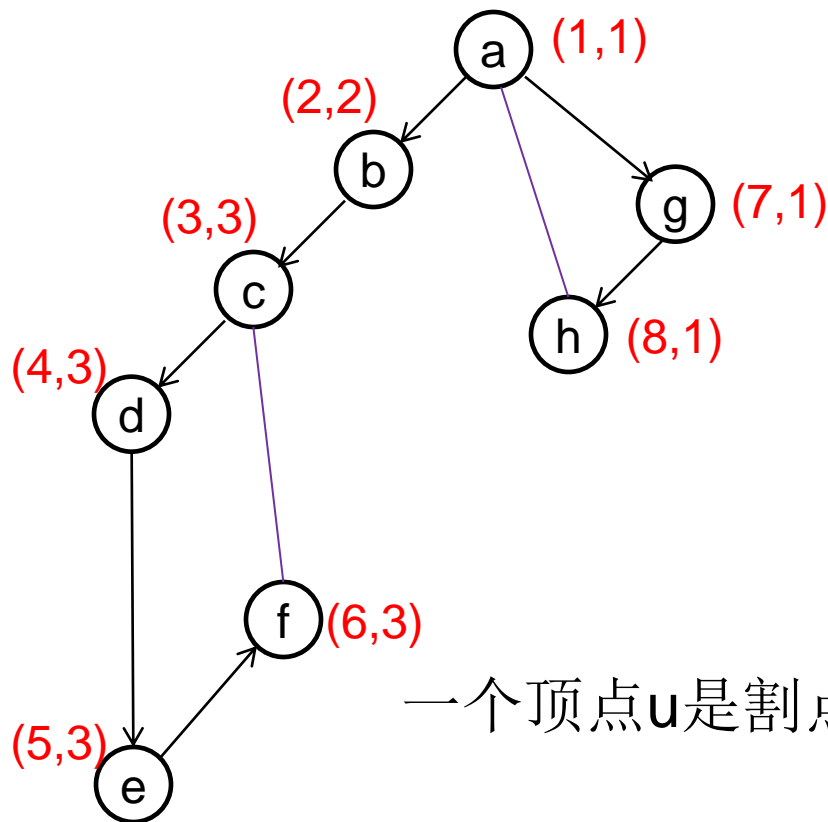 a (1,1)
(2,2)
b
g (7,1)
(3,3)
c
h (8,1)
(4,3)
d
f (6,3)
一个顶点u是割点
(5,3)
e